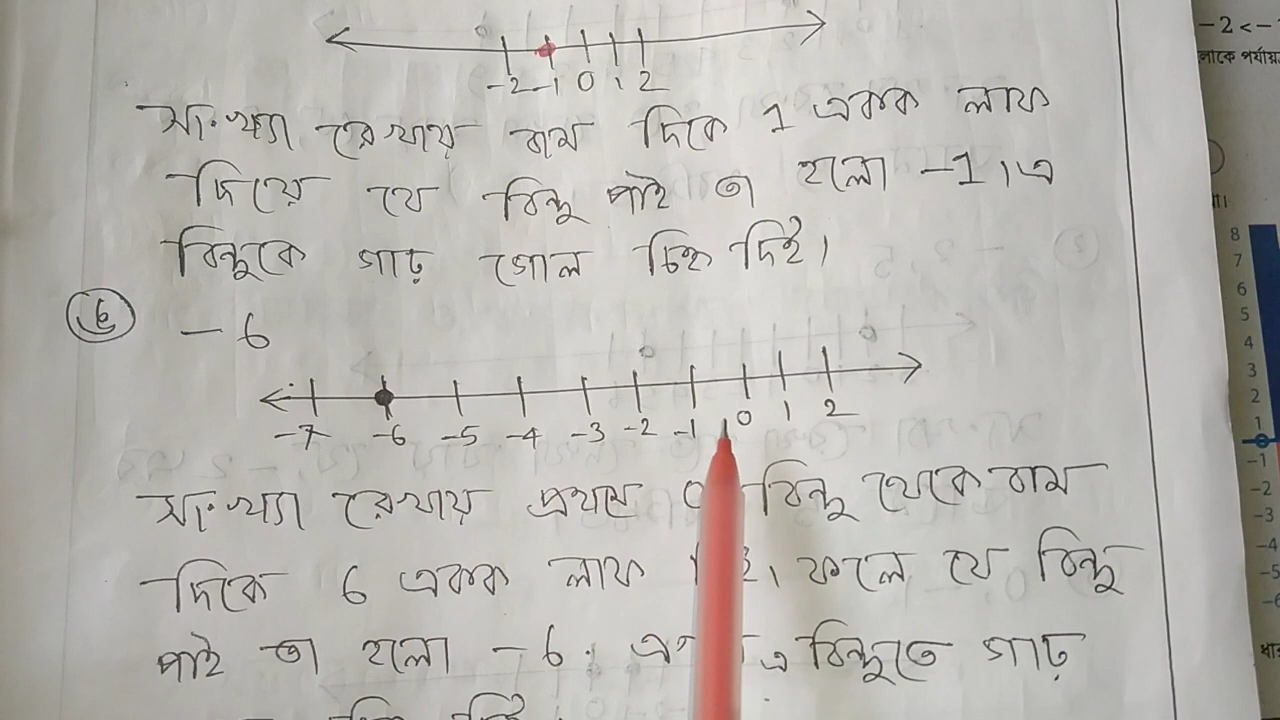 -2 -1 0 1 2
সংখ্যা রেখায় বাম দিকে 1 একক লাফ
দিয়ে যে বিন্দু পাই তা হলো -1। এ
বিন্দুকে গাঢ় গোল চিহ্ন দিই।
-6
-7 -6 -5 -4 -3 -2 -1 0 1 2
সংখ্যা রেখায় প্রথমে 0 বিন্দু থেকে বাম
দিকে 6 একক লাফ ফলে যে বিন্দু
পাই তা হলো -6. এ বিন্দুতে গাঢ়
-2 <
8
7
6
5
4
3
2
1
-1
-2
-3
-4
-5